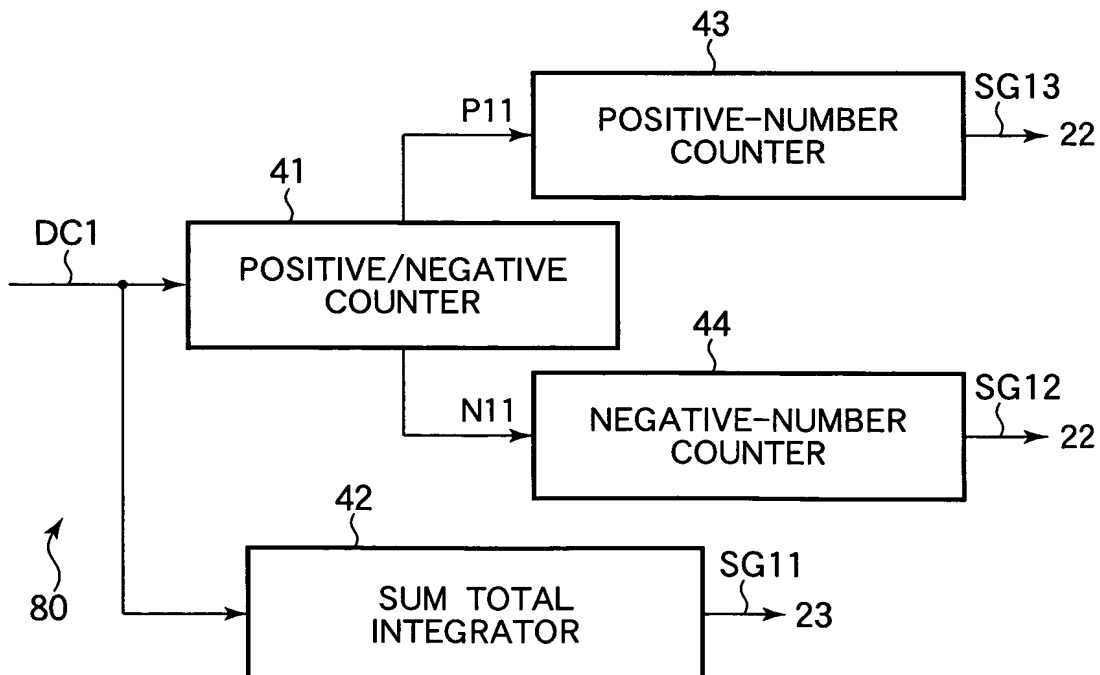 43
P11
POSITIVE-NUMBER
COUNTER
SG13
22
41
DC1
POSITIVE/NEGATIVE
COUNTER
44
N11
NEGATIVE-NUMBER
COUNTER
SG12
22
42
80
SUM TOTAL
INTEGRATOR
SG11
23